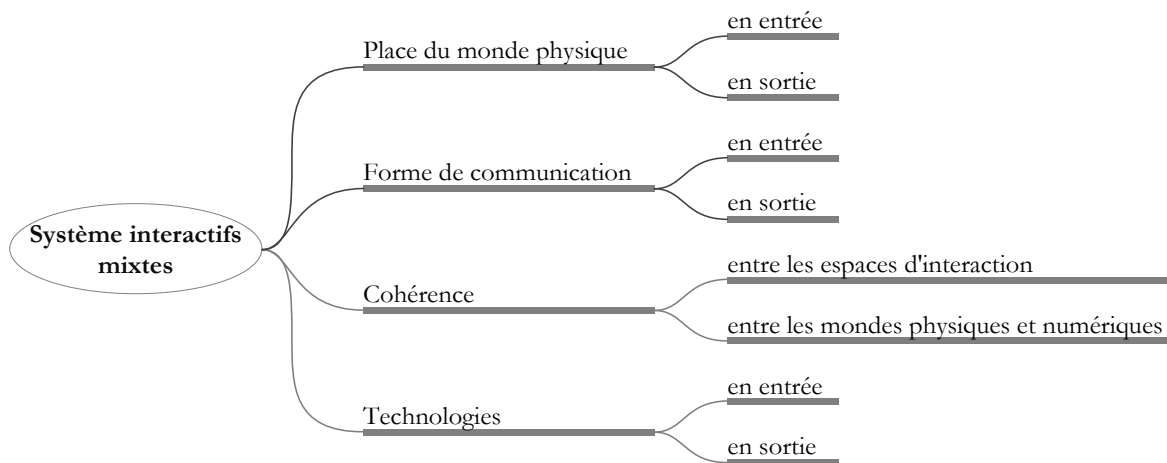 en entrée
Place du monde physique
en sortie
en entrée
Forme de communication
en sortie
Système interactifs
mixtes
entre les espaces d'interaction
Cohérence
entre les mondes physiques et numériques
en entrée
Technologies
en sortie